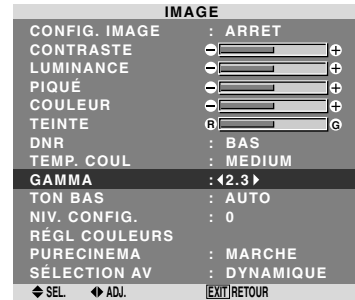 IMAGE
CONFIG. IMAGE : ARRET
CONTRASTE
LUMINANCE
PIQUÉ
COULEUR
TEINTE R G
DNR : BAS
TEMP. COUL : MEDIUM
GAMMA : 2.3
TON BAS : AUTO
NIV. CONFIG. : 0
RÉGL COULEURS
PURECINEMA : MARCHE
SÉLECTION AV : DYNAMIQUE
SEL. ADJ. EXIT RETOUR